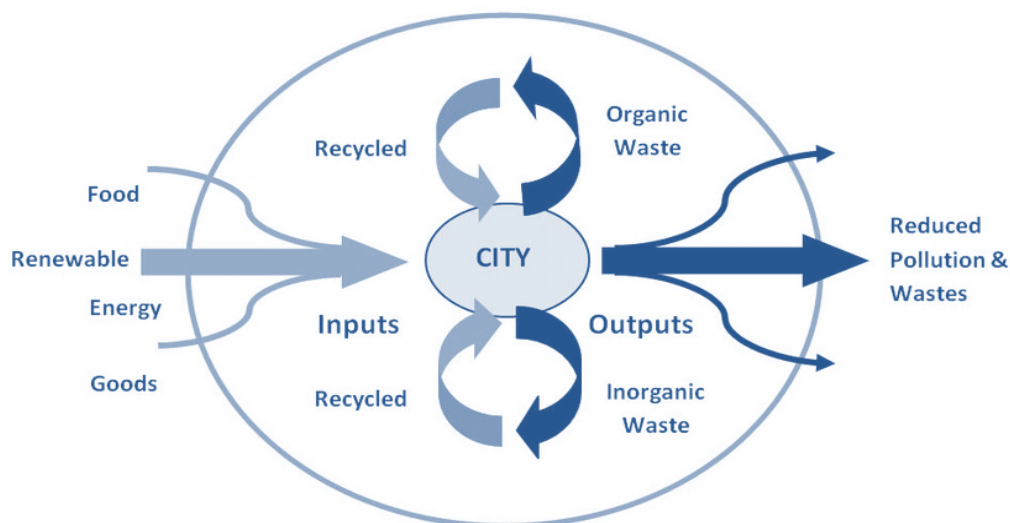 Food
Renewable
Energy
Goods
Recycled
Organic
Waste
CITY
Inputs
Outputs
Recycled
Inorganic
Waste
Reduced
Pollution &
Wastes